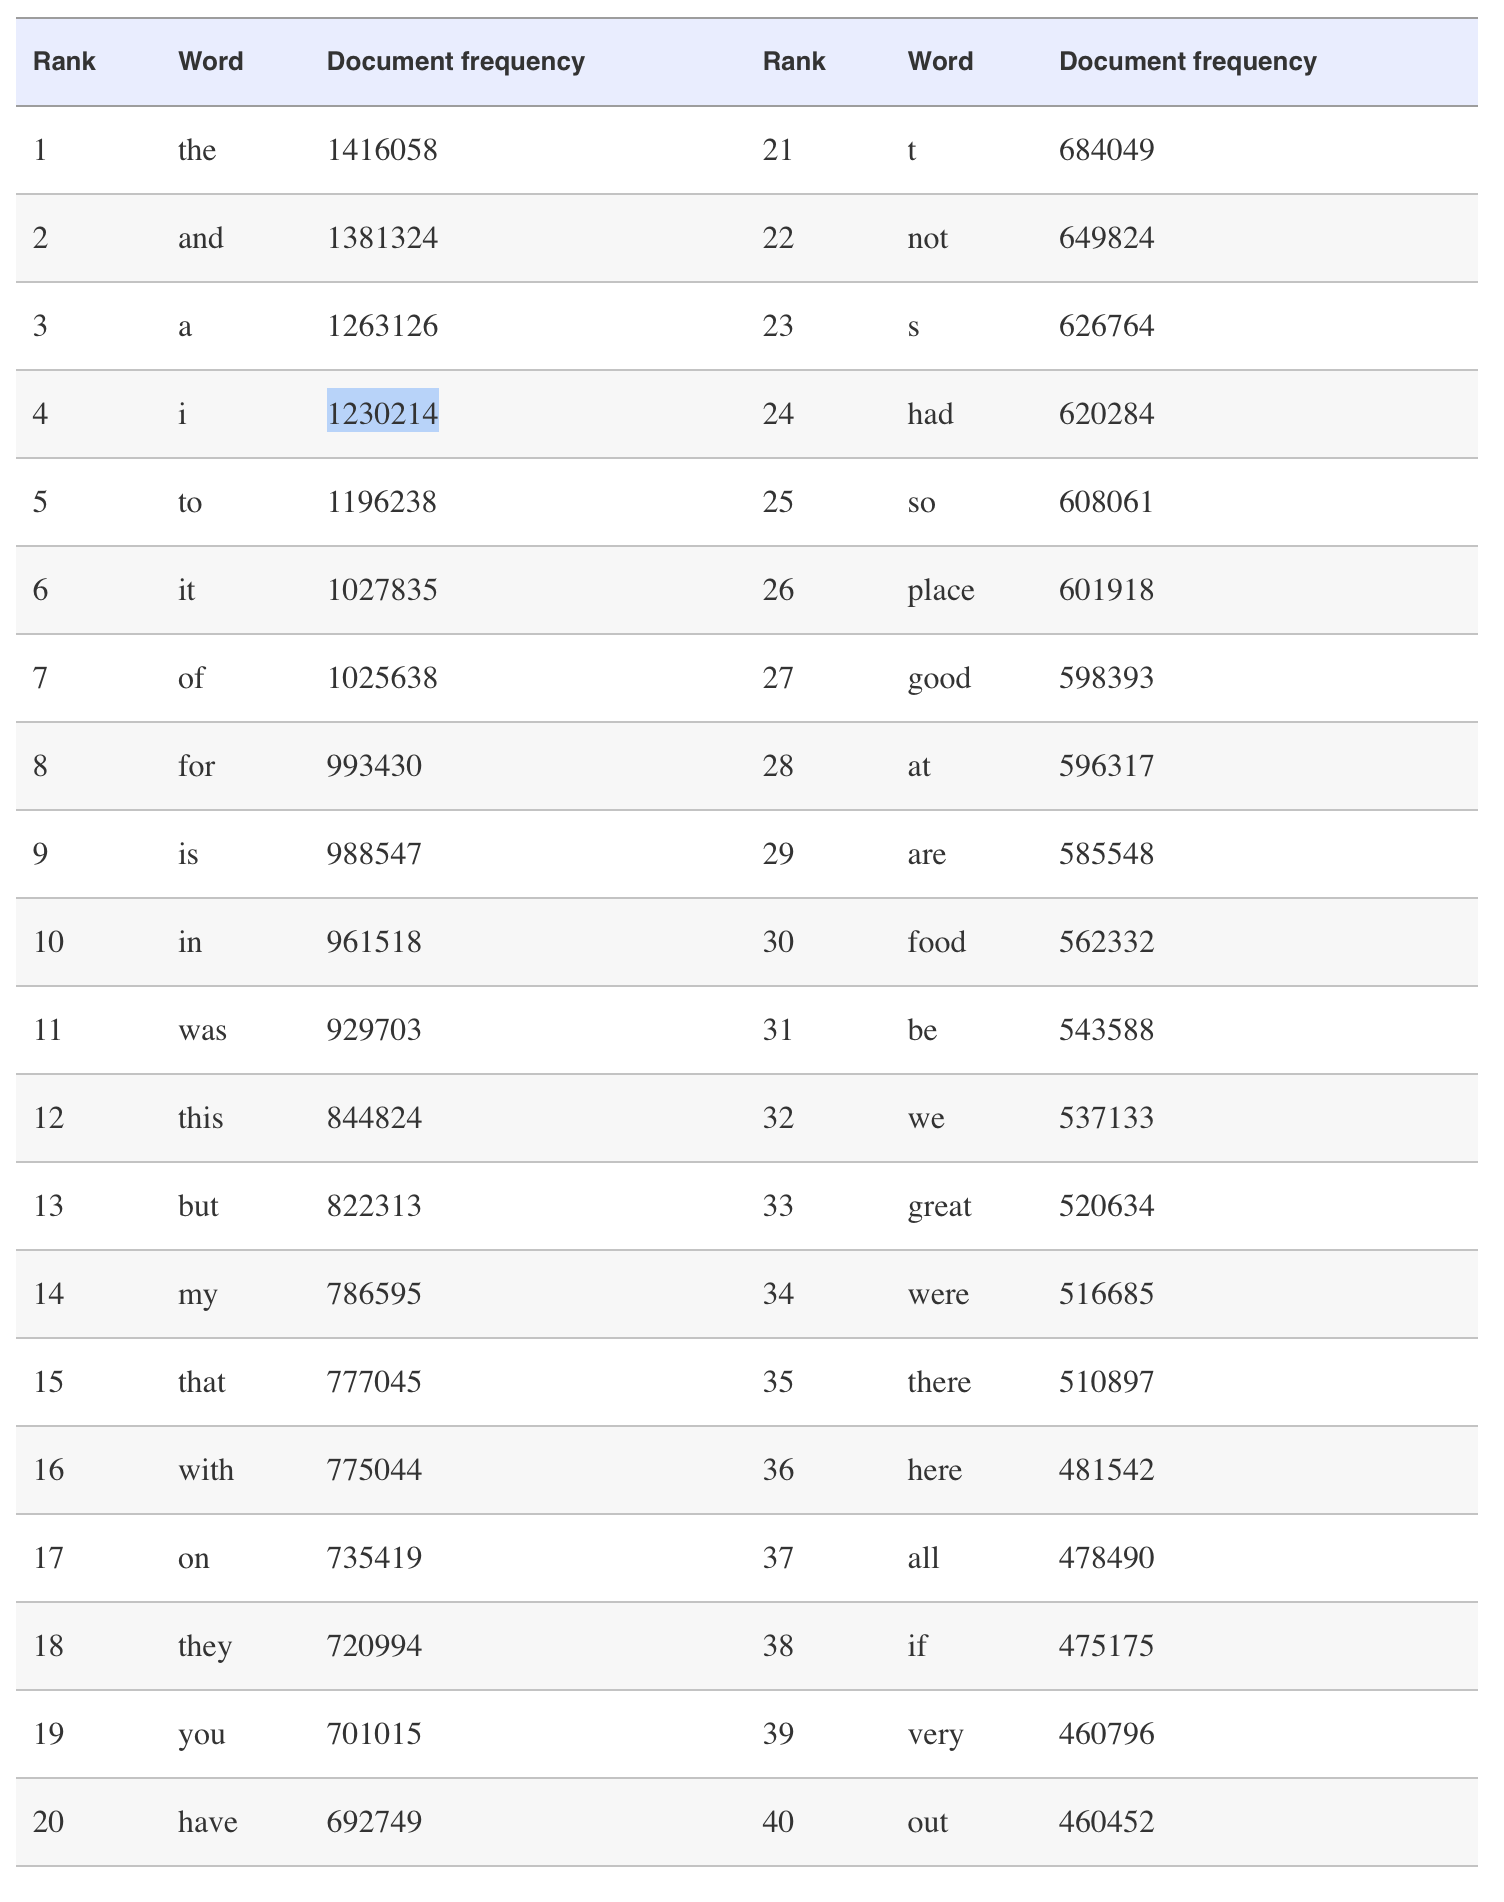 Rank Word Document frequency Rank Word Document frequency
1 the 1416058 21 t 684049
2 and 1381324 22 not 649824
3 a 1263126 23 s 626764
4 i 1230214 24 had 620284
5 to 1196238 25 so 608061
6 it 1027835 26 place 601918
7 of 1025638 27 good 598393
8 for 993430 28 at 596317
9 is 988547 29 are 585548
10 in 961518 30 food 562332
11 was 929703 31 be 543588
12 this 844824 32 we 537133
13 but 822313 33 great 520634
14 my 786595 34 were 516685
15 that 777045 35 there 510897
16 with 775044 36 here 481542
17 on 735419 37 all 478490
18 they 720994 38 if 475175
19 you 701015 39 very 460796
20 have 692749 40 out 460452